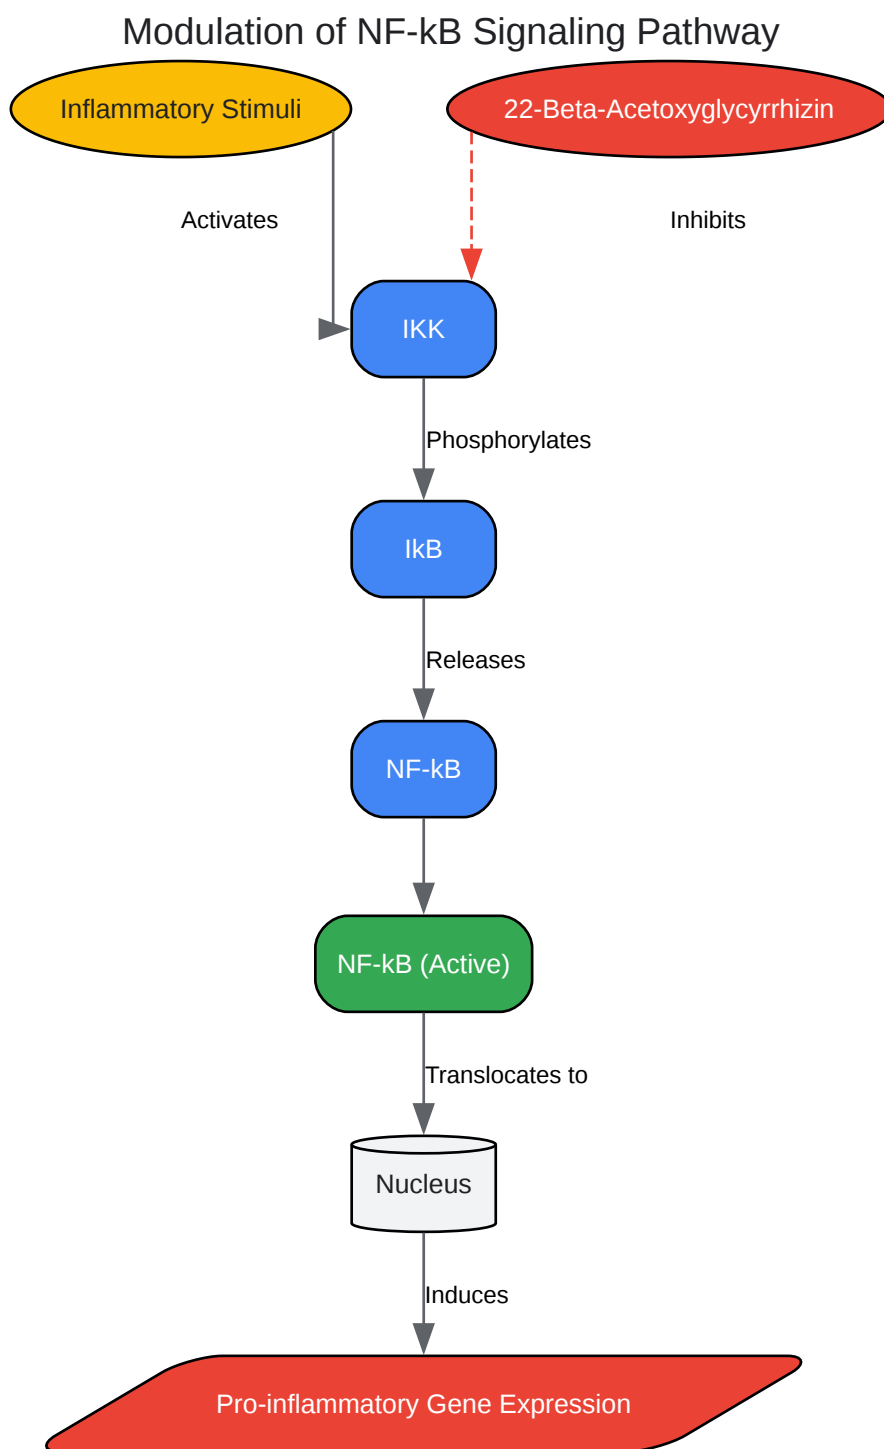 Modulation of NF-kB Signaling Pathway
Inflammatory Stimuli
22-Beta-Acetoxyglycyrrhizin
Activates
Inhibits
IKK
Phosphorylates
IkB
Releases
NF-kB
NF-kB (Active)
Translocates to
Nucleus
Induces
Pro-inflammatory Gene Expression